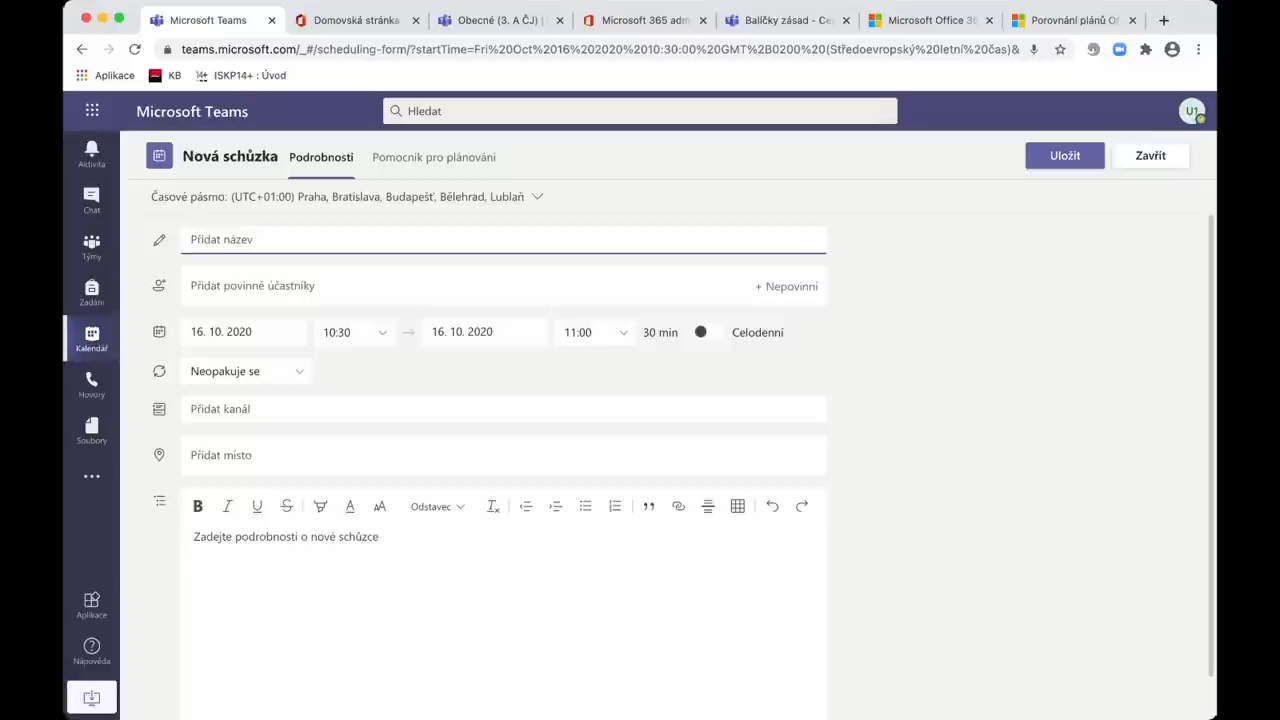 Microsoft Teams
Domovská stránka
Obecné (3. A ČJ) |
Microsoft 365 adm
Balíčky zásad - Cen
Microsoft Office 36
Porovnání plánů Of
teams.microsoft.com/_#/scheduling-form/?startTime=Fri%20Oct%2016%202020%2010:30:00%20GMT%2B0200%20(Středoevropský%20letní%20čas)&
Aplikace
KB
ISKP14+ : Úvod
Microsoft Teams
Hledat
U1
Aktivita
Chat
Týmy
Zadání
Kalendář
Hovory
Soubory
Aplikace
Nápověda
Nová schůzka
Podrobnosti
Pomocník pro plánování
Uložit
Zavřít
Časové pásmo: (UTC+01:00) Praha, Bratislava, Budapešť, Bělehrad, Lublaň
Přidat název
Přidat povinné účastníky
+ Nepovinní
16. 10. 2020
10:30
16. 10. 2020
11:00
30 min
Celodenní
Neopakuje se
Přidat kanál
Přidat místo
Odstavec
Zadejte podrobnosti o nové schůzce